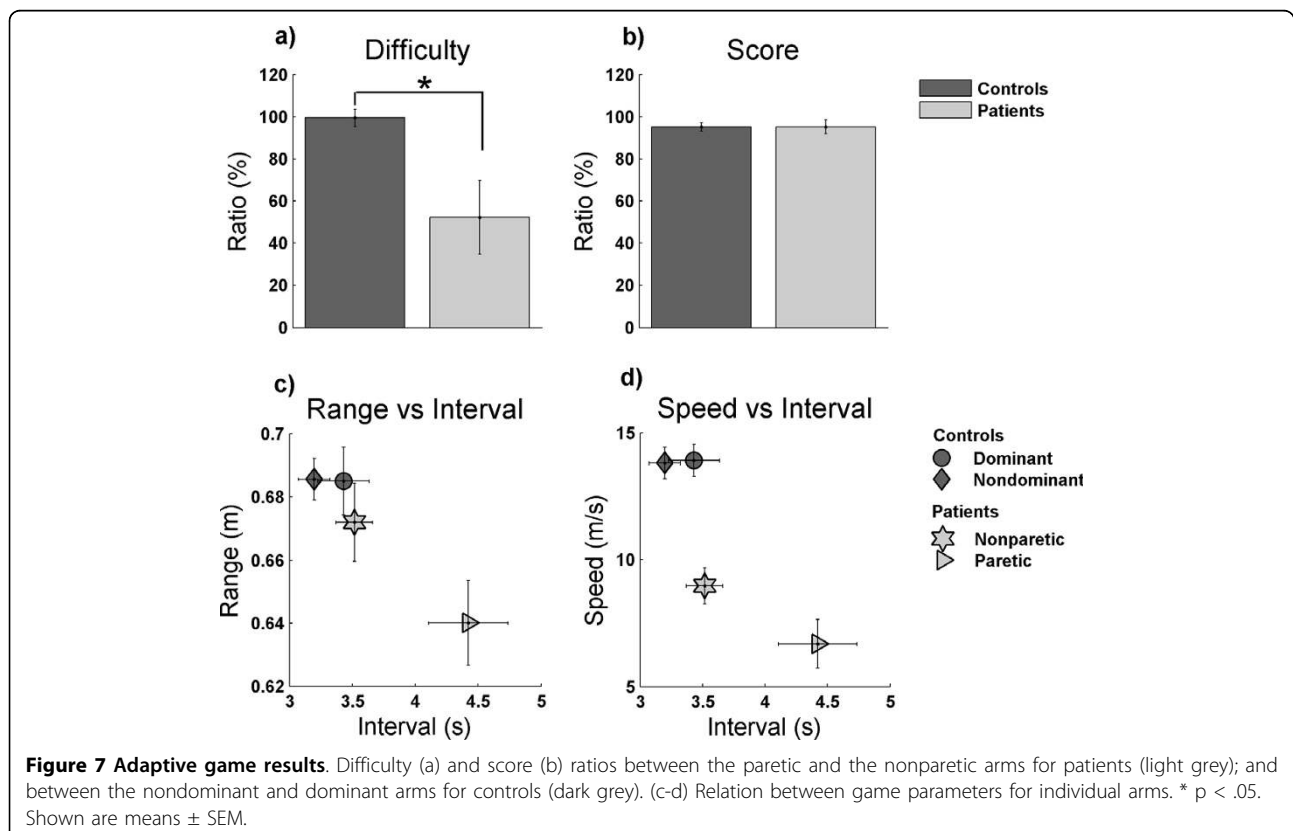 a) Difficulty
b) Score
Ratio (%)
120
100
80
60
40
20
0
*
Ratio (%)
120
100
80
60
40
20
0
Controls
Patients
c) Range vs Interval
Range (m)
0.7
0.68
0.66
0.64
0.62
3 3.5 4 4.5 5
Interval (s)
d) Speed vs Interval
Speed (m/s)
15
10
5
3 3.5 4 4.5 5
Interval (s)
Controls
Dominant
Nondominant
Patients
Nonparetic
Paretic
Figure 7 Adaptive game results. Difficulty (a) and score (b) ratios between the paretic and the nonparetic arms for patients (light grey); and
between the nondominant and dominant arms for controls (dark grey). (c-d) Relation between game parameters for individual arms. * p < .05.
Shown are means ± SEM.